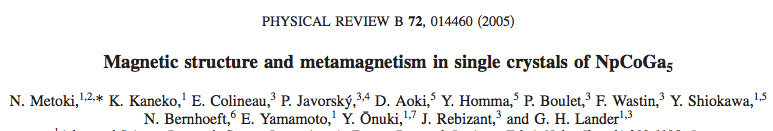 PHYSICAL REVIEW B 72, 014460 (2005)
Magnetic structure and metamagnetism in single crystals of NpCoGa5
N. Metoki,1,2,* K. Kaneko,1 E. Colineau,3 P. Javorský,3,4 D. Aoki,5 Y. Homma,5 P. Boulet,3 F. Wastin,3 Y. Shiokawa,1,5
N. Bernhoeft,6 E. Yamamoto,1 Y. Ōnuki,1,7 J. Rebizant,3 and G. H. Lander1,3